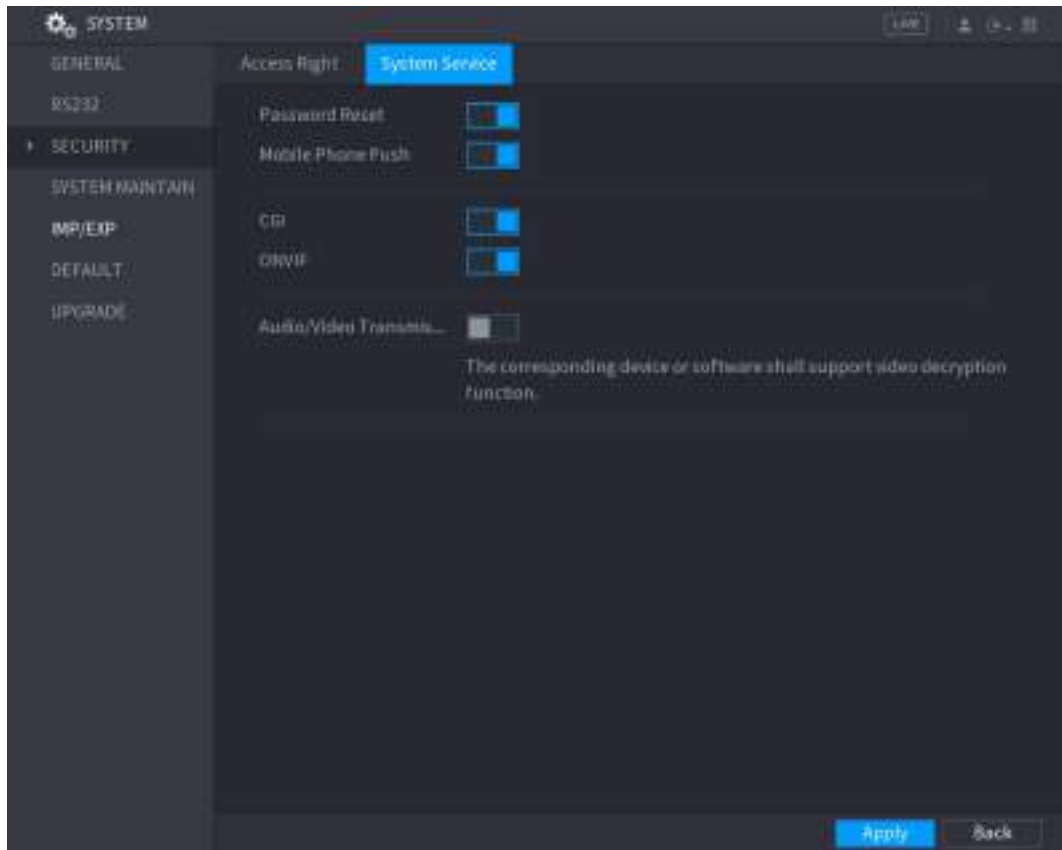 SYSTEM
LIVE
GENERAL
RS232
SECURITY
SYSTEM MAINTAIN
IMP/EXP
DEFAULT
UPGRADE
Access Right
System Service
Password Reset
Mobile Phone Push
CGI
ONVIF
Audio/Video Transmis...
The corresponding device or software shall support video decryption
function.
Apply
Back